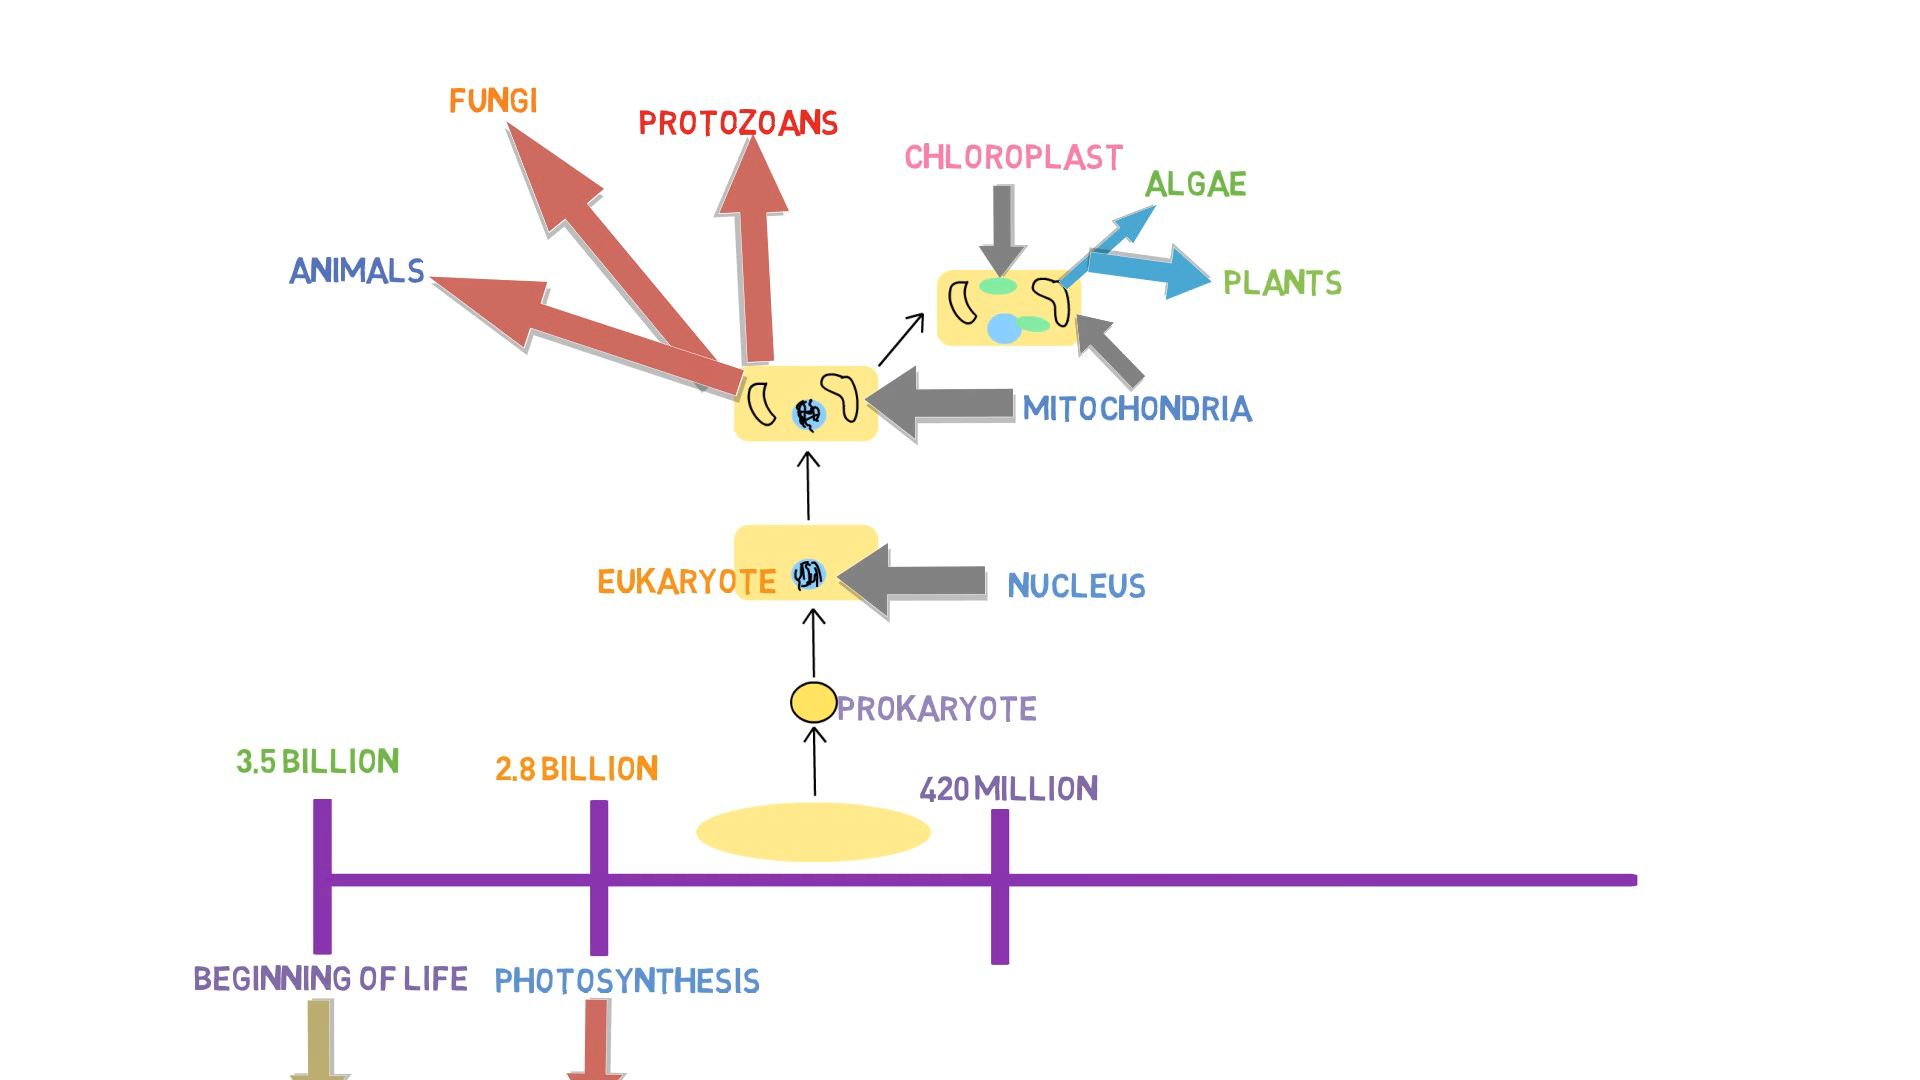 FUNGI
PROTOZOANS
CHLOROPLAST
ALGAE
ANIMALS
PLANTS
MITOCHONDRIA
EUKARYOTE
NUCLEUS
PROKARYOTE
3.5 BILLION
2.8 BILLION
420 MILLION
BEGINNING OF LIFE
PHOTOSYNTHESIS